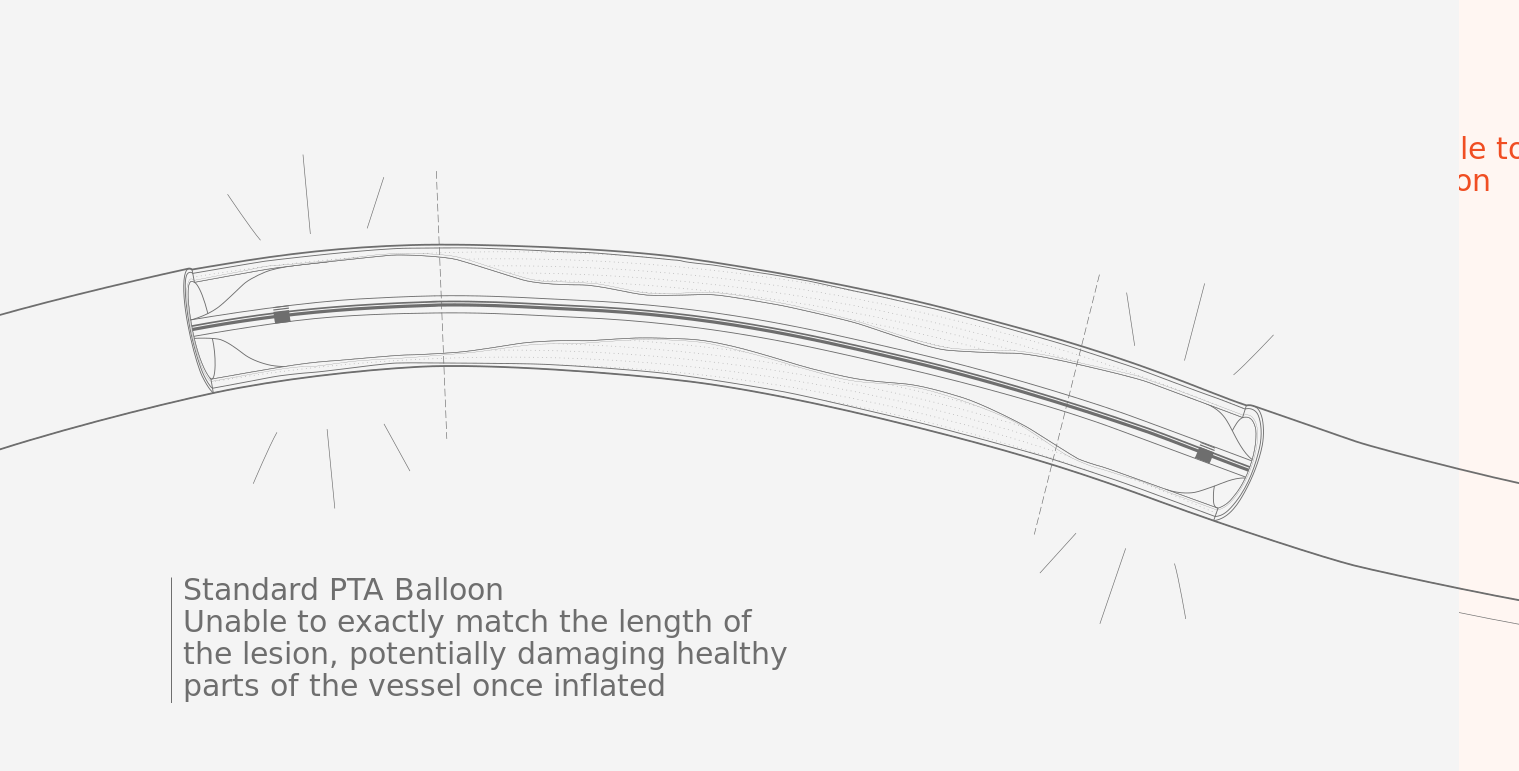 le to
on
Standard PTA Balloon
Unable to exactly match the length of
the lesion, potentially damaging healthy
parts of the vessel once inflated